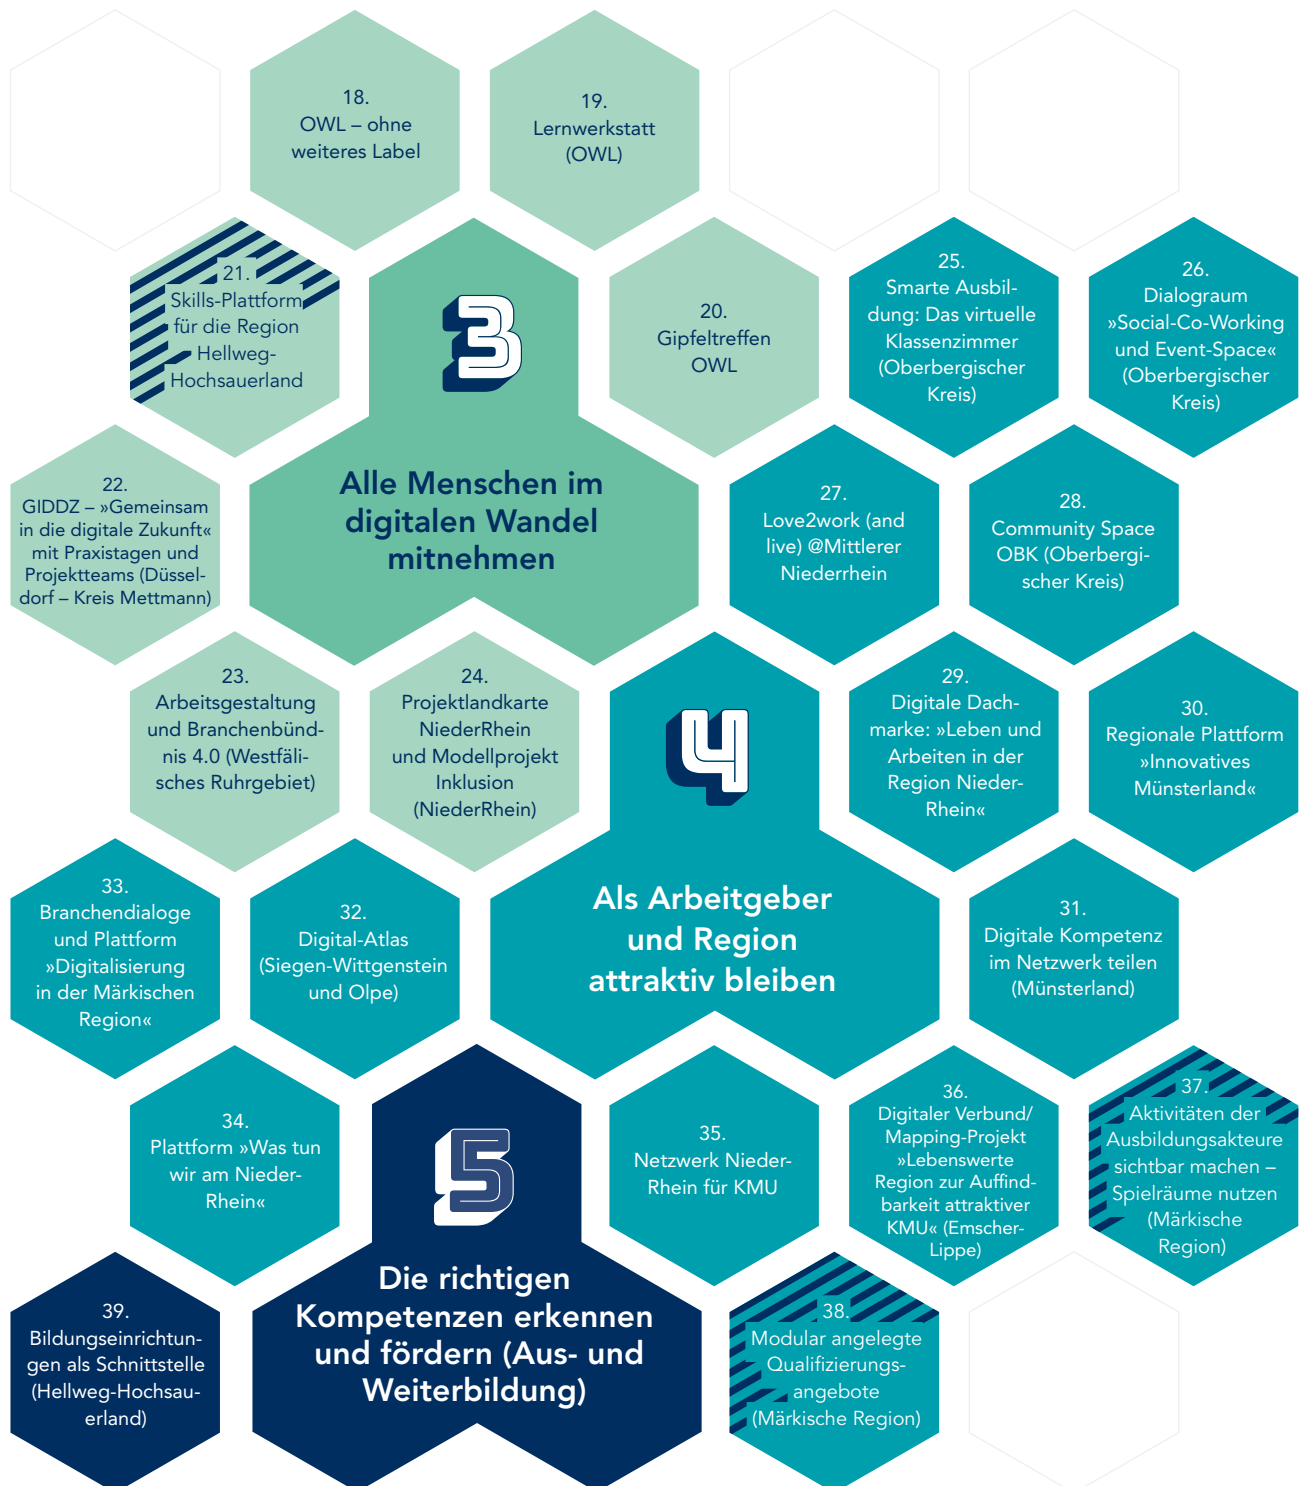 18.
OWL – ohne
weiteres Label
19.
Lernwerkstatt
(OWL)
21.
Skills-Plattform
für die Region
Hellweg-
Hochsauerland
3
Alle Menschen im
digitalen Wandel
mitnehmen
20.
Gipfeltreffen
OWL
25.
Smarte Ausbil-
dung: Das virtuelle
Klassenzimmer
(Oberbergischer
Kreis)
26.
Dialograum
»Social-Co-Working
und Event-Space«
(Oberbergischer
Kreis)
22.
GIDDZ – »Gemeinsam
in die digitale Zukunft«
mit Praxistagen und
Projektteams (Düssel-
dorf – Kreis Mettmann)
27.
Love2work (and
live) @Mittlerer
Niederrhein
28.
Community Space
OBK (Oberbergi-
scher Kreis)
23.
Arbeitsgestaltung
und Branchenbünd-
nis 4.0 (Westfäli-
sches Ruhrgebiet)
24.
Projektlandkarte
NiederRhein
und Modellprojekt
Inklusion
(NiederRhein)
4
Als Arbeitgeber
und Region
attraktiv bleiben
29.
Digitale Dach-
marke: »Leben und
Arbeiten in der
Region Nieder-
Rhein«
30.
Regionale Plattform
»Innovatives
Münsterland«
33.
Branchendialoge
und Plattform
»Digitalisierung
in der Märkischen
Region«
32.
Digital-Atlas
(Siegen-Wittgenstein
und Olpe)
31.
Digitale Kompetenz
im Netzwerk teilen
(Münsterland)
34.
Plattform »Was tun
wir am Nieder-
Rhein«
5
Die richtigen
Kompetenzen erkennen
und fördern (Aus- und
Weiterbildung)
35.
Netzwerk Nieder-
Rhein für KMU
36.
Digitaler Verbund/
Mapping-Projekt
»Lebenswerte
Region zur Auffind-
barkeit attraktiver
KMU« (Emscher-
Lippe)
37.
Aktivitäten der
Ausbildungsakteure
sichtbar machen –
Spielräume nutzen
(Märkische
Region)
39.
Bildungseinrichtun-
gen als Schnittstelle
(Hellweg-Hochsau-
erland)
38.
Modular angelegte
Qualifizierungs-
angebote
(Märkische Region)